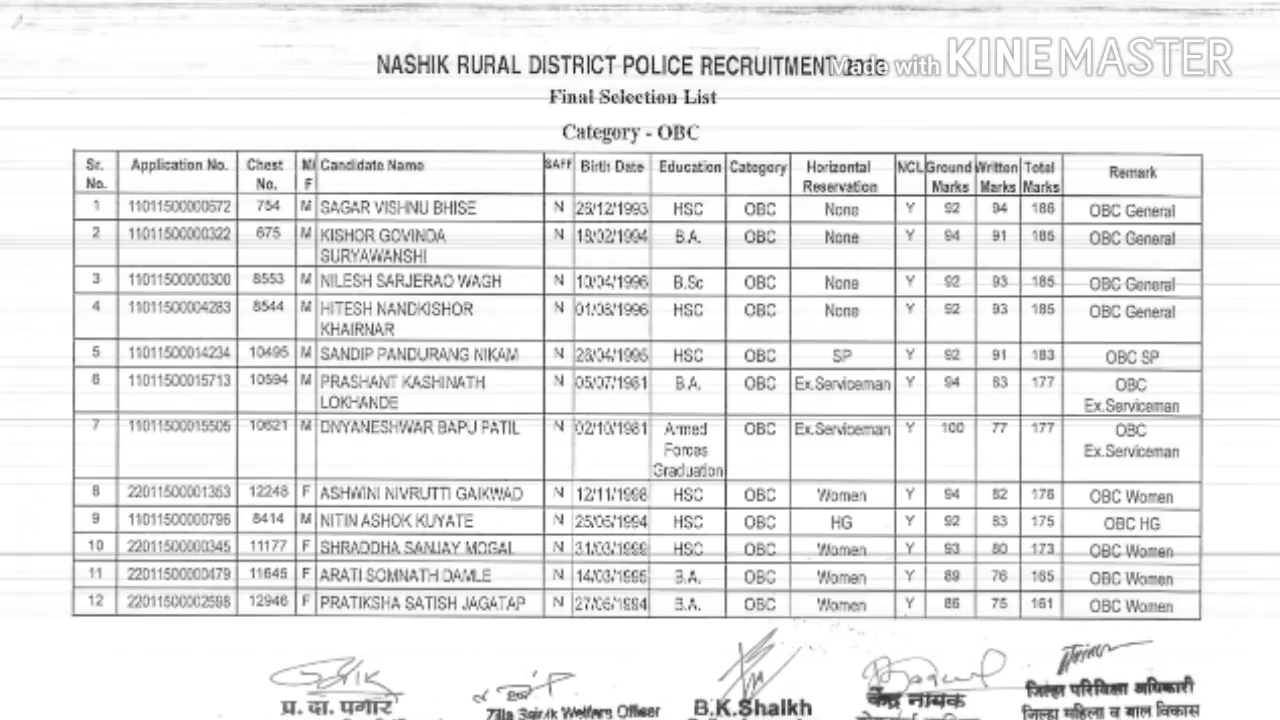 Made with KINEMASTER
NASHIK RURAL DISTRICT POLICE RECRUITMENT
Final Selection List
Category - OBC
Sr. No. Application No. Chest No. M/F Candidate Name SAFF Birth Date Education Category Horizontal Reservation NCL Ground Marks Written Marks Total Marks Remark
1 11011500000672 754 M SAGAR VISHNU BHISE N 26/12/1993 HSC OBC None Y 92 94 186 OBC General
2 11011500000322 675 M KISHOR GOVINDA SURYAWANSHI N 18/02/1994 B.A. OBC None Y 94 91 185 OBC General
3 11011500000300 8553 M NILESH SARJERAO WAGH N 10/04/1996 B.Sc OBC None Y 92 93 185 OBC General
4 11011500004283 8544 M HITESH NANDKISHOR KHAIRNAR N 01/08/1996 HSC OBC None Y 92 93 185 OBC General
5 11011500014234 10495 M SANDIP PANDURANG NIKAM N 28/04/1995 HSC OBC SP Y 92 91 183 OBC SP
6 11011500015713 10594 M PRASHANT KASHINATH LOKHANDE N 05/07/1981 B.A. OBC Ex.Serviceman Y 94 83 177 OBC Ex.Serviceman
7 11011500015505 10621 M DNYANESHWAR BAPU PATIL N 02/10/1981 Armed Forces Graduation OBC Ex.Serviceman Y 100 77 177 OBC Ex.Serviceman
8 22011500001353 12248 F ASHWINI NIVRUTTI GAIKWAD N 12/11/1998 HSC OBC Women Y 94 82 176 OBC Women
9 11011500000796 8414 M NITIN ASHOK KUYATE N 25/05/1994 HSC OBC HG Y 92 83 175 OBC HG
10 22011500000345 11177 F SHRADDHA SANJAY MOGAL N 31/03/1999 HSC OBC Women Y 93 80 173 OBC Women
11 22011500000479 11645 F ARATI SOMNATH DAMLE N 14/03/1995 B.A. OBC Women Y 89 76 165 OBC Women
12 22011500002598 12946 F PRATIKSHA SATISH JAGATAP N B.A. OBC Women Y 86 75 161 OBC Women
प्र. दा. पगारे Welfare Officer B.K.Shaikh केंद्र नायक जिल्हा परिविक्षा अधिकारी
जिल्हा महिला व बाल विकास